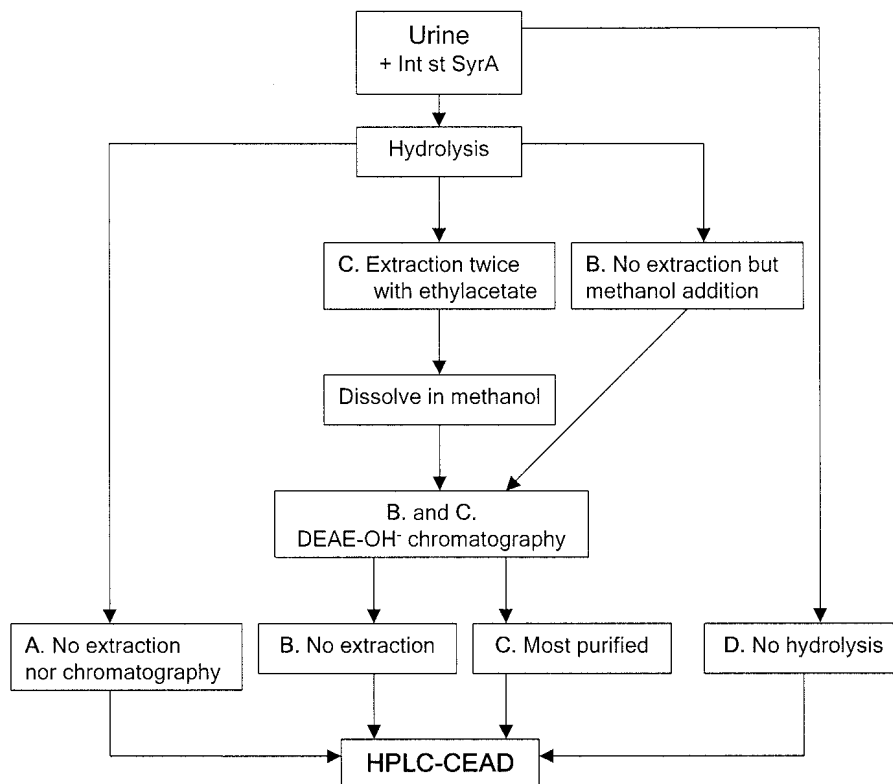 Urine
+ Int st SyrA
Hydrolysis
C. Extraction twice
with ethylacetate
B. No extraction but
methanol addition
Dissolve in methanol
B. and C.
DEAE-OH⁻ chromatography
A. No extraction
nor chromatography
B. No extraction
C. Most purified
D. No hydrolysis
HPLC-CEAD